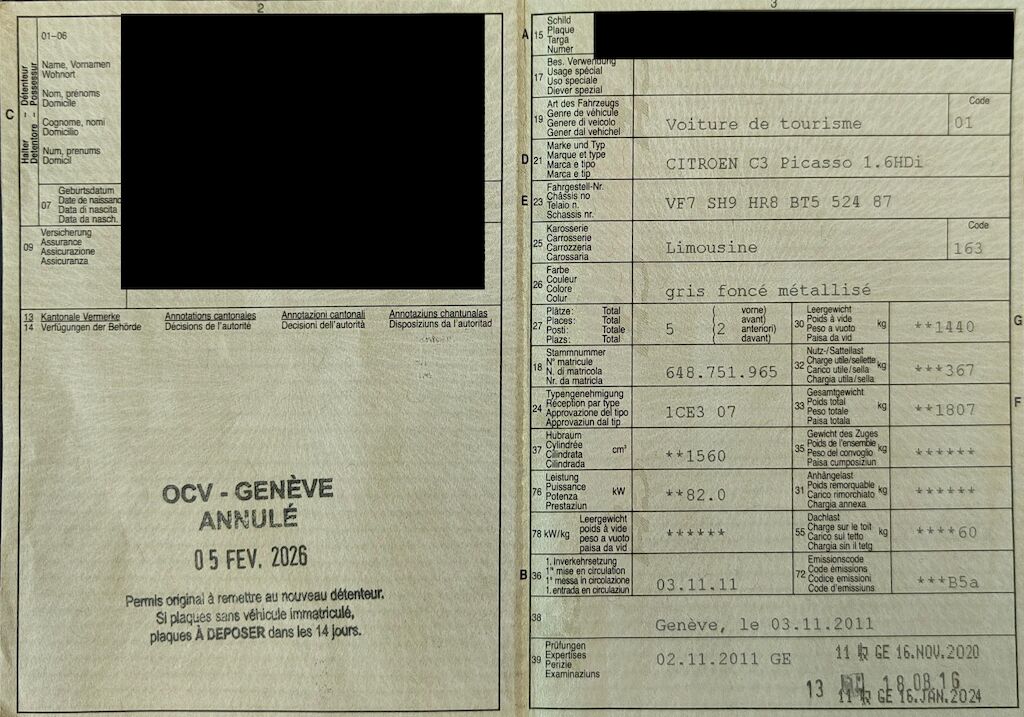 2
01–06
Name, Vornamen
Wohnort
Nom, prénoms
Domicile
Cognome, nomi
Domicilio
Num, prenums
Domicil
C
Halter – Détenteur
Detentore – Possessur
07
Geburtsdatum
Date de naissanc
Data di nascita
Data da nasch.
09
Versicherung
Assurance
Assicurazione
Assicuranza
13 Kantonale Vermerke Annotations cantonales Annotazioni cantonali Annotaziuns chantunalas
14 Verfügungen der Behörde Décisions de l'autorité Decisioni dell'autorità Disposiziuns da l'autoritad
OCV - GENÈVE
ANNULÉ
05 FEV. 2026
Permis original à remettre au nouveau détenteur.
Si plaques sans véhicule immatriculé,
plaques À DEPOSER dans les 14 jours.
3
A 15
Schild
Plaque
Targa
Numer
17
Bes. Verwendung
Usage spécial
Uso speciale
Diever spezial
19
Art des Fahrzeugs
Genre de véhicule
Genere di veicolo
Gener dal vehichel
Voiture de tourisme
Code
01
D 21
Marke und Typ
Marque et type
Marca e tipo
Marca e tip
CITROEN C3 Picasso 1.6HDi
E 23
Fahrgestell-Nr.
Châssis no
Telaio n.
Schassis nr.
VF7 SH9 HR8 BT5 524 87
25
Karosserie
Carrosserie
Carrozzeria
Carossaria
Limousine
Code
163
26
Farbe
Couleur
Colore
Colur
gris foncé métallisé
27
Plätze: Total
Places: Total
Posti: Totale
Plazs: Total
5
(2
vorne)
avant)
anteriori)
davant)
30
Leergewicht
Poids à vide
Peso a vuoto
Paisa da vid
kg
**1440
G
18
Stammnummer
N° matricule
N. di matricola
Nr. da matricla
648.751.965
32
Nutz-/Sattellast
Charge utile/sellette
Carico utile/sella
Chargia utila/sella
kg
***367
24
Typengenehmigung
Réception par type
Approvazione del tipo
Approvaziun dal tip
1CE3 07
33
Gesamtgewicht
Poids total
Peso totale
Paisa totala
kg
**1807
F
37
Hubraum
Cylindrée
Cilindrata
Cilindrada
cm³
**1560
35
Gewicht des Zuges
Poids de l'ensemble
Peso del convoglio
Paisa cumposiziun
kg
******
76
Leistung
Puissance
Potenza
Prestaziun
kW
**82.0
31
Anhängelast
Poids remorquable
Carico rimorchiato
Chargia annexa
kg
******
78 kW/kg
Leergewicht
poids à vide
peso a vuoto
paisa da vid
******
55
Dachlast
Charge sur le toit
Carico sul tetto
Chargia sin il tetg
kg
****60
B 36
1. Inverkehrsetzung
1re mise en circulation
1a messa in circolazione
1. entrada en circulaziun
03.11.11
72
Emissionscode
Code émissions
Codice emissioni
Code d'emissiuns
***B5a
38
Genève, le 03.11.2011
39
Prüfungen
Expertises
Perizie
Examinaziuns
02.11.2011 GE
11 GE 16.NOV.2020
13 18.08.16
11 GE 16.JAN.2024